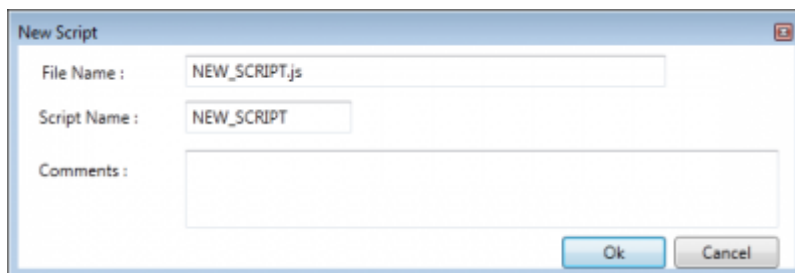 New Script
File Name : NEW_SCRIPT.js
Script Name : NEW_SCRIPT
Comments :
Ok Cancel